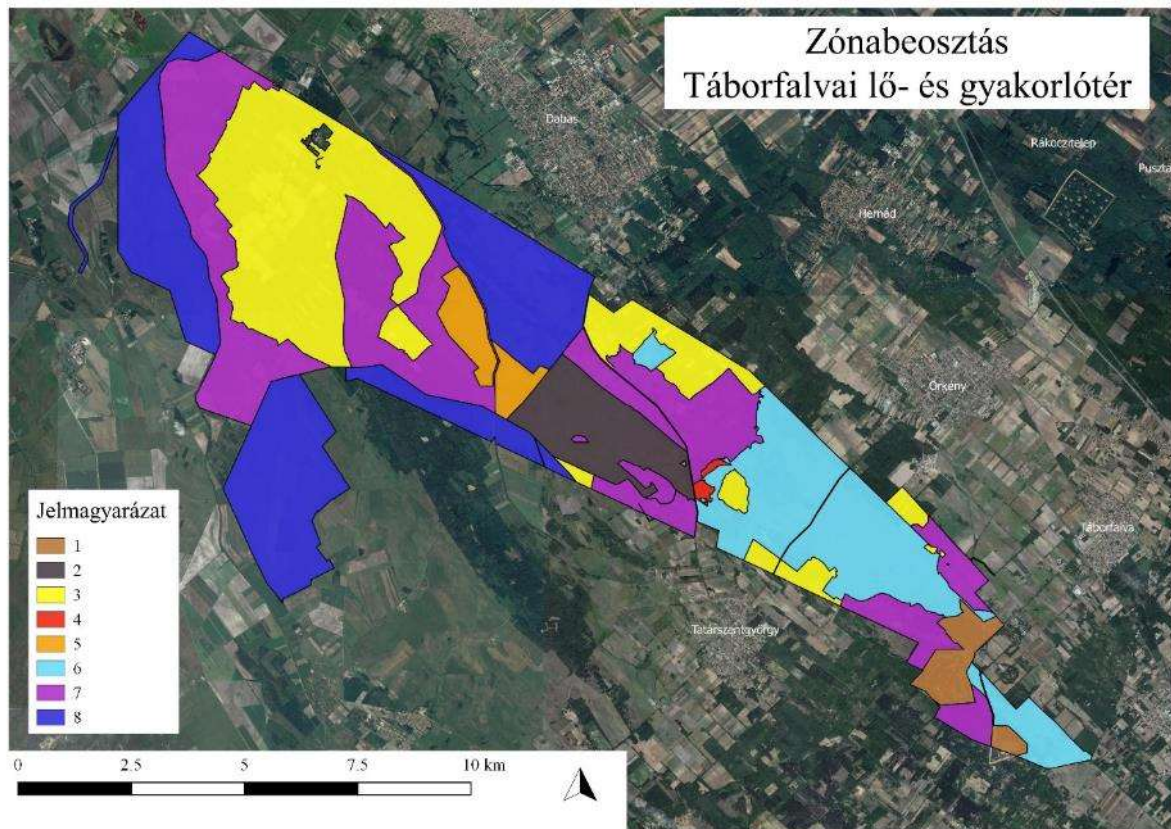 Zónabeosztás
Táborfalvai lő- és gyakorlótér
Dabas
Rákóczitelep
Puszta
Hernád
Örkény
Táborfalva
Tatárszentgyörgy
Jelmagyarázat
1
2
3
4
5
6
7
8
0 2.5 5 7.5 10 km